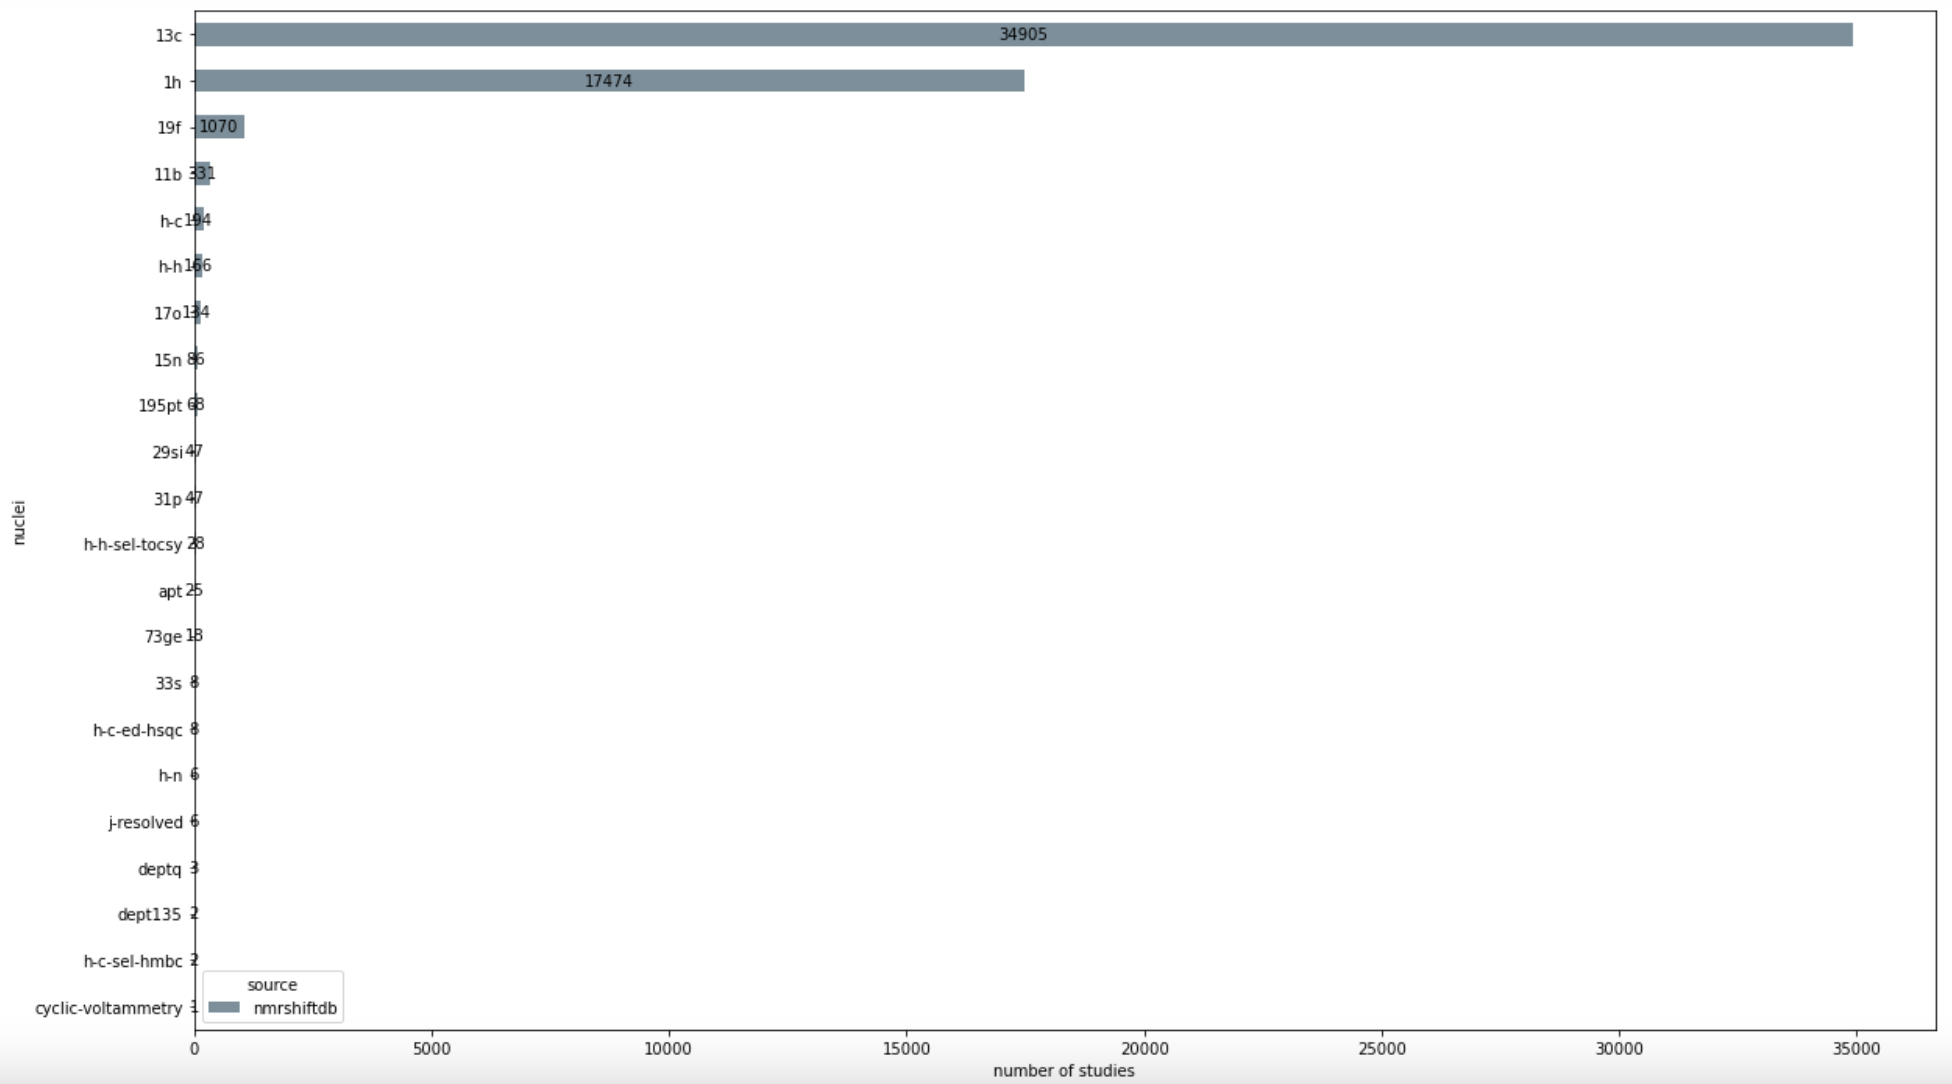 13c 34905
1h 17474
19f 1070
11b 331
h-c 194
h-h 166
17o 134
15n 86
195pt 68
29si 47
31p 47
h-h-sel-tocsy 28
apt 25
73ge 18
33s 8
h-c-ed-hsqc 8
h-n 6
j-resolved 6
deptq 3
dept135 2
h-c-sel-hmbc 2
cyclic-voltammetry 1
nuclei
source
nmrshiftdb
0 5000 10000 15000 20000 25000 30000 35000
number of studies